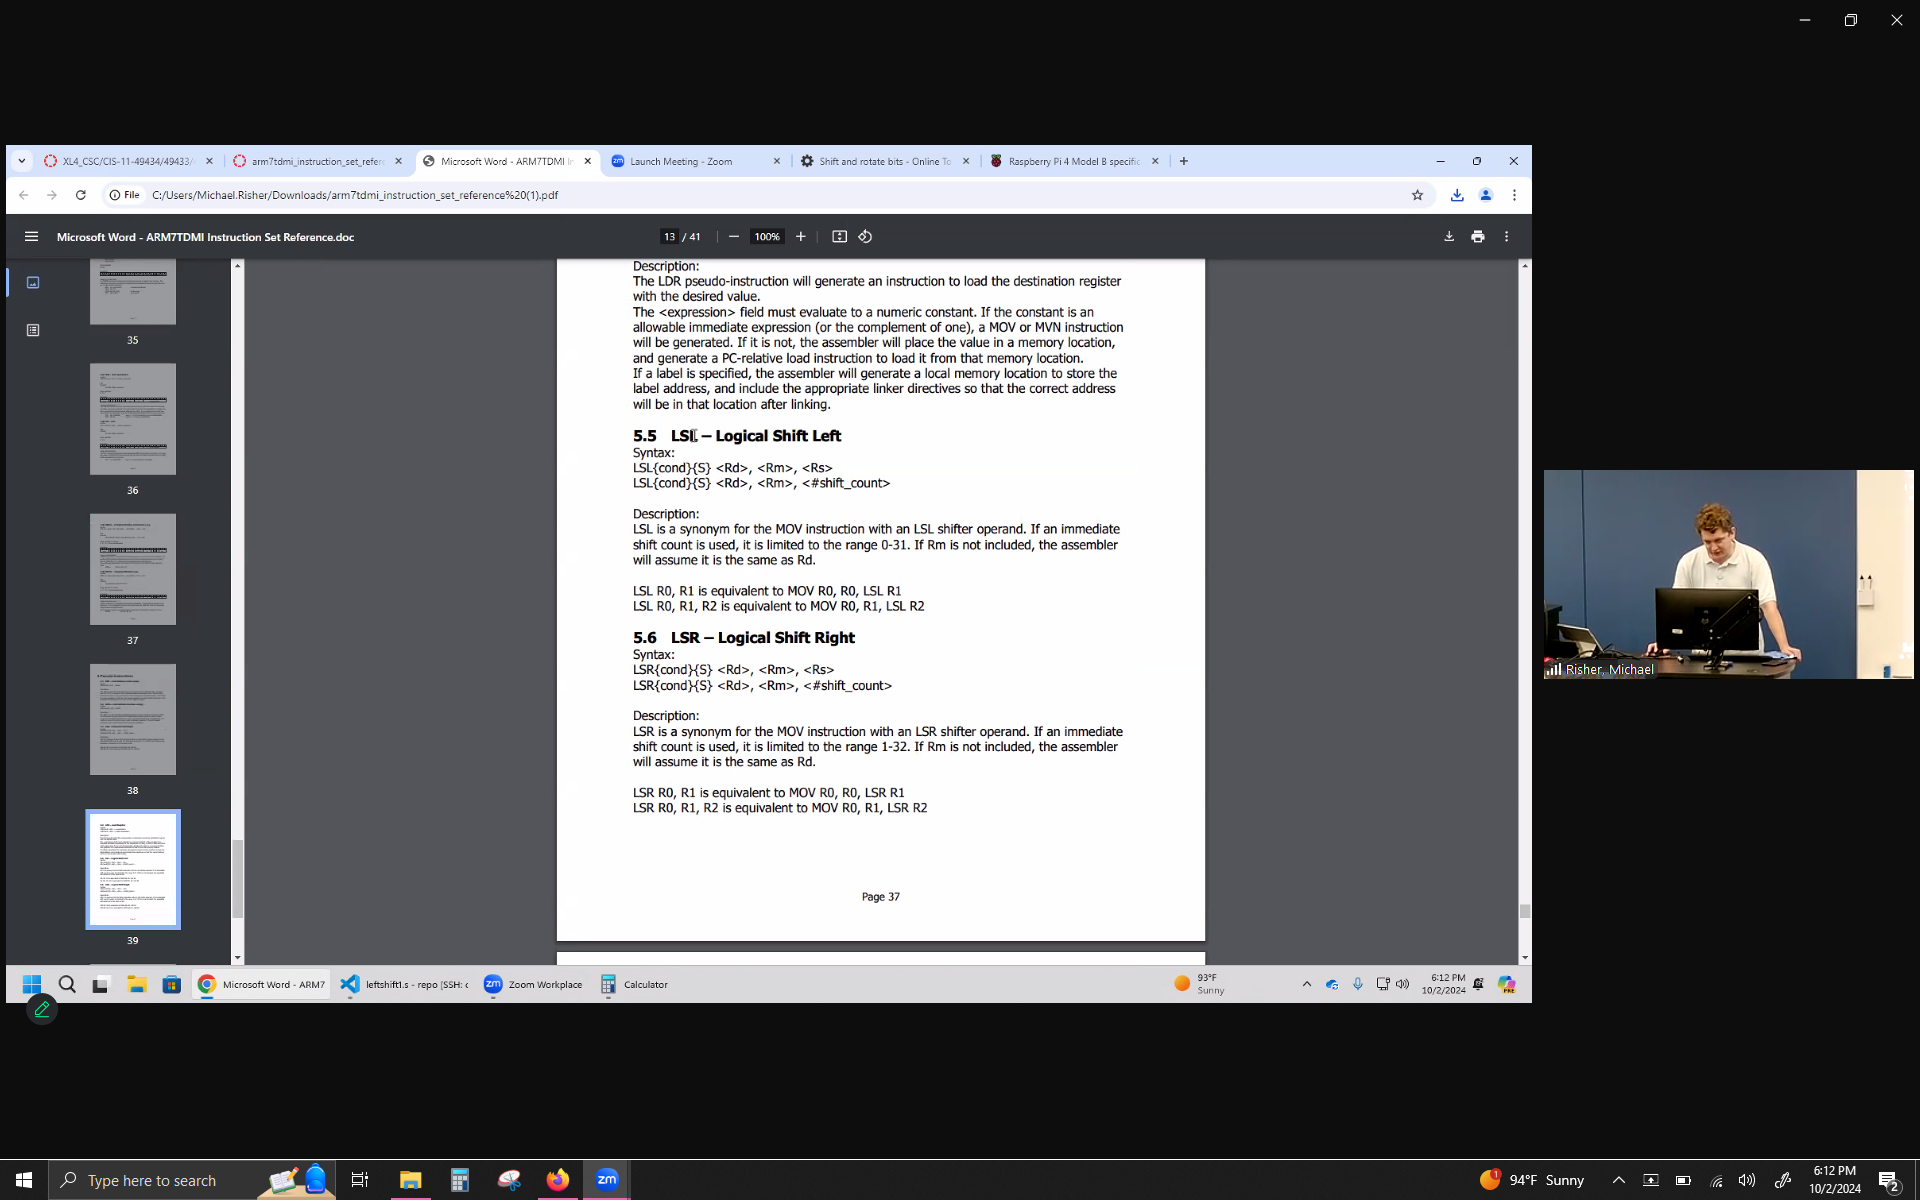 XL4_CSC/CIS-11-49434/49433/
arm7tdmi_instruction_set_refere
Microsoft Word - ARM7TDMI In
Launch Meeting - Zoom
Shift and rotate bits - Online To
Raspberry Pi 4 Model B specific
File
C:/Users/Michael.Risher/Downloads/arm7tdmi_instruction_set_reference%20(1).pdf
Microsoft Word - ARM7TDMI Instruction Set Reference.doc
13 / 41
100%
35
36
37
38
39
Description:
The LDR pseudo-instruction will generate an instruction to load the destination register
with the desired value.
The <expression> field must evaluate to a numeric constant. If the constant is an
allowable immediate expression (or the complement of one), a MOV or MVN instruction
will be generated. If it is not, the assembler will place the value in a memory location,
and generate a PC-relative load instruction to load it from that memory location.
If a label is specified, the assembler will generate a local memory location to store the
label address, and include the appropriate linker directives so that the correct address
will be in that location after linking.
5.5 LSL – Logical Shift Left
Syntax:
LSL{cond}{S} <Rd>, <Rm>, <Rs>
LSL{cond}{S} <Rd>, <Rm>, <#shift_count>
Description:
LSL is a synonym for the MOV instruction with an LSL shifter operand. If an immediate
shift count is used, it is limited to the range 0-31. If Rm is not included, the assembler
will assume it is the same as Rd.
LSL R0, R1 is equivalent to MOV R0, R0, LSL R1
LSL R0, R1, R2 is equivalent to MOV R0, R1, LSL R2
5.6 LSR – Logical Shift Right
Syntax:
LSR{cond}{S} <Rd>, <Rm>, <Rs>
LSR{cond}{S} <Rd>, <Rm>, <#shift_count>
Description:
LSR is a synonym for the MOV instruction with an LSR shifter operand. If an immediate
shift count is used, it is limited to the range 1-32. If Rm is not included, the assembler
will assume it is the same as Rd.
LSR R0, R1 is equivalent to MOV R0, R0, LSR R1
LSR R0, R1, R2 is equivalent to MOV R0, R1, LSR R2
Page 37
Risher, Michael
Microsoft Word - ARM7
leftshift1.s - repo [SSH: c
zm
Zoom Workplace
Calculator
93°F
Sunny
6:12 PM
10/2/2024
Type here to search
zm
94°F Sunny
6:12 PM
10/2/2024
2